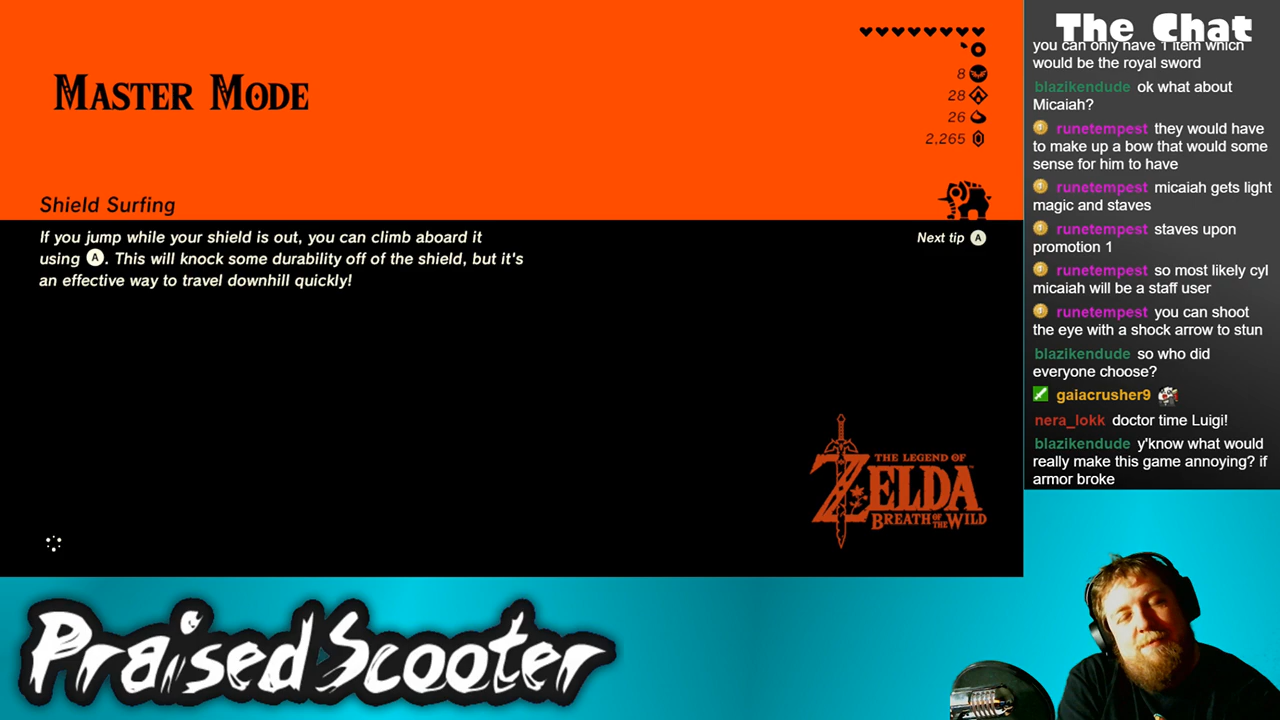 Master Mode
8
28
26
2,265
Shield Surfing
If you jump while your shield is out, you can climb aboard it
using A. This will knock some durability off of the shield, but it's
an effective way to travel downhill quickly!
Next tip A
THE LEGEND OF
ZELDA
BREATH OF THE WILD
The Chat
you can only have 1 item which
would be the royal sword
blazikendude ok what about
Micaiah?
runetempest they would have
to make up a bow that would some
sense for him to have
runetempest micaiah gets light
magic and staves
runetempest staves upon
promotion 1
runetempest so most likely cyl
micaiah will be a staff user
runetempest you can shoot
the eye with a shock arrow to stun
blazikendude so who did
everyone choose?
gaiacrusher9
nera_lokk doctor time Luigi!
blazikendude y'know what would
really make this game annoying? if
armor broke
PraisedScooter